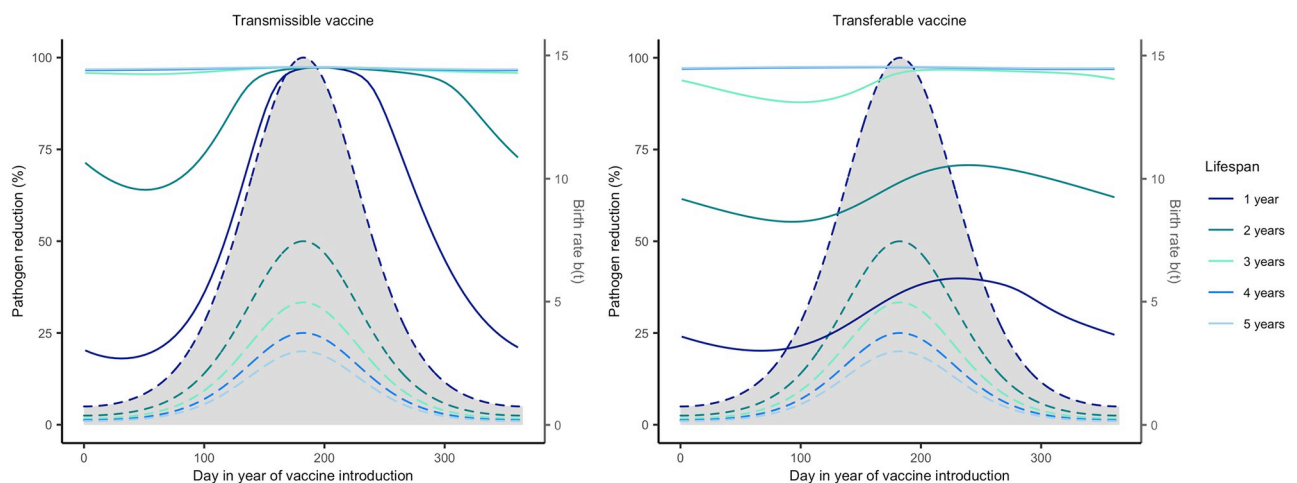 Transmissible vaccine
100
75
50
25
0
Pathogen reduction (%)
15
10
5
0
Birth rate b(t)
0
100
200
300
Day in year of vaccine introduction
Transferable vaccine
100
75
50
25
0
Pathogen reduction (%)
15
10
5
0
Birth rate b(t)
0
100
200
300
Day in year of vaccine introduction
Lifespan
1 year
2 years
3 years
4 years
5 years